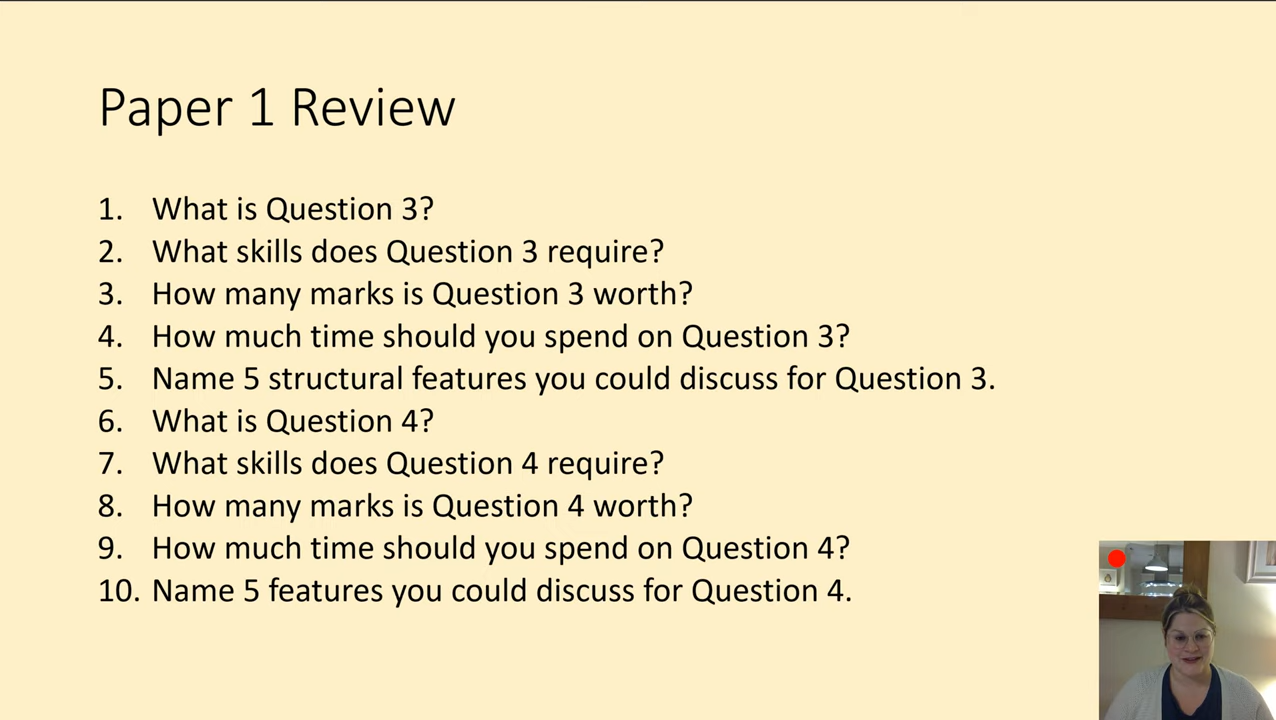 Paper 1 Review
1. What is Question 3?
2. What skills does Question 3 require?
3. How many marks is Question 3 worth?
4. How much time should you spend on Question 3?
5. Name 5 structural features you could discuss for Question 3.
6. What is Question 4?
7. What skills does Question 4 require?
8. How many marks is Question 4 worth?
9. How much time should you spend on Question 4?
10. Name 5 features you could discuss for Question 4.